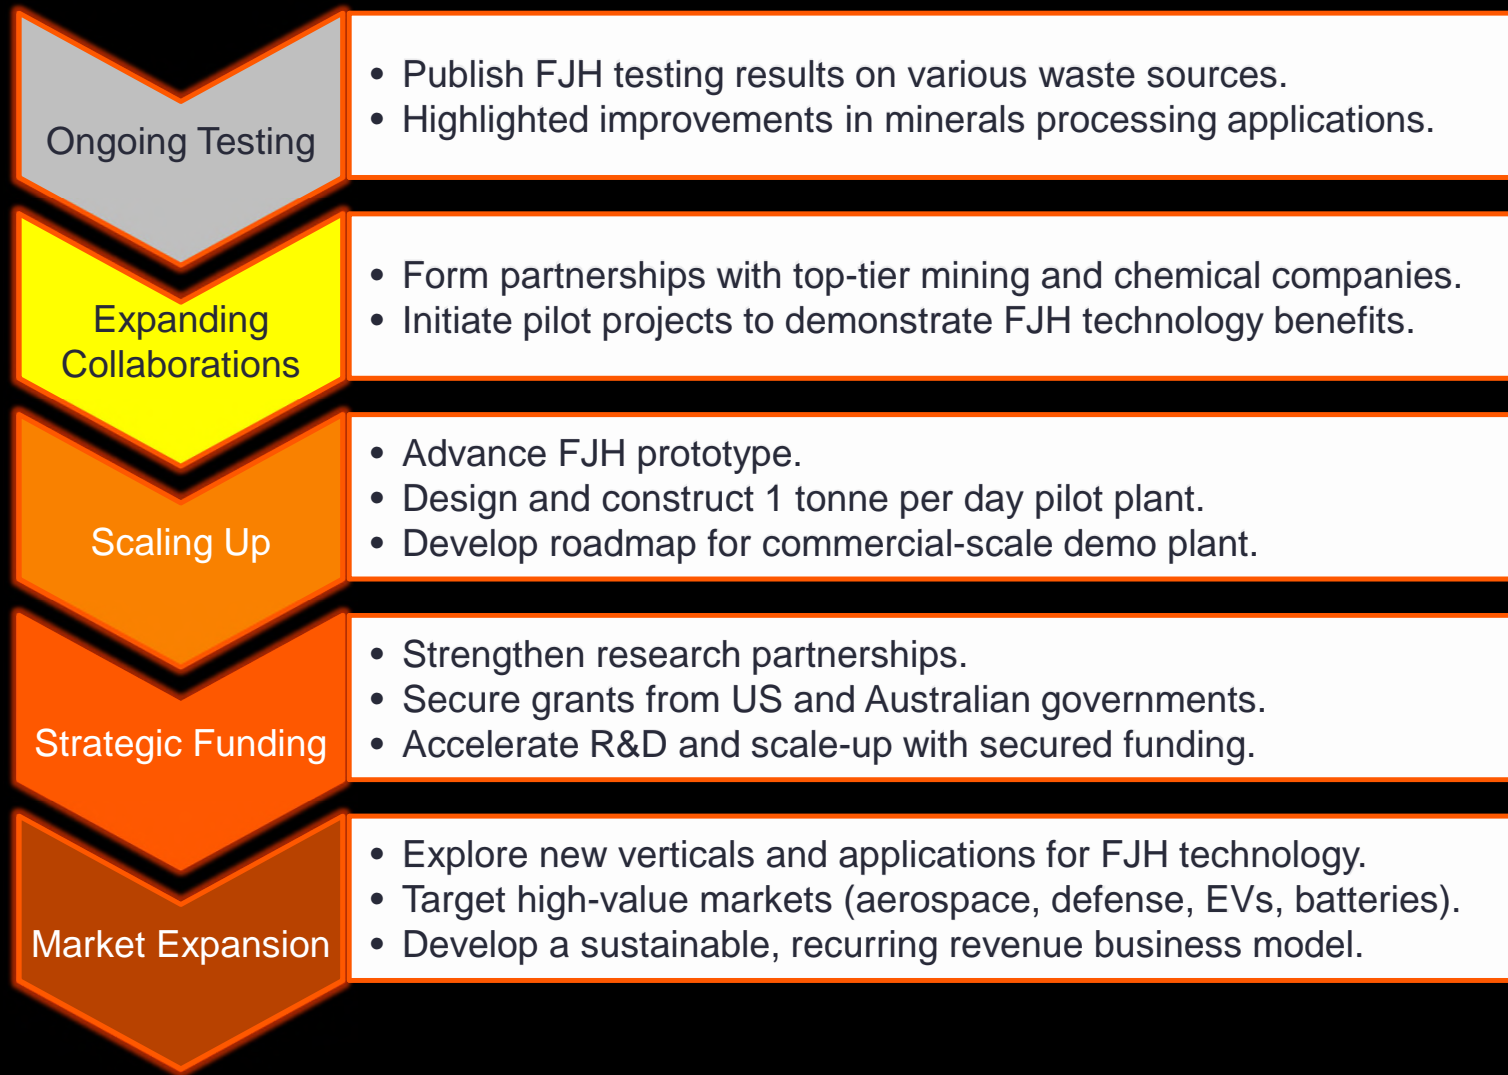 Ongoing Testing
• Publish FJH testing results on various waste sources.
• Highlighted improvements in minerals processing applications.
Expanding
Collaborations
• Form partnerships with top-tier mining and chemical companies.
• Initiate pilot projects to demonstrate FJH technology benefits.
Scaling Up
• Advance FJH prototype.
• Design and construct 1 tonne per day pilot plant.
• Develop roadmap for commercial-scale demo plant.
Strategic Funding
• Strengthen research partnerships.
• Secure grants from US and Australian governments.
• Accelerate R&D and scale-up with secured funding.
Market Expansion
• Explore new verticals and applications for FJH technology.
• Target high-value markets (aerospace, defense, EVs, batteries).
• Develop a sustainable, recurring revenue business model.